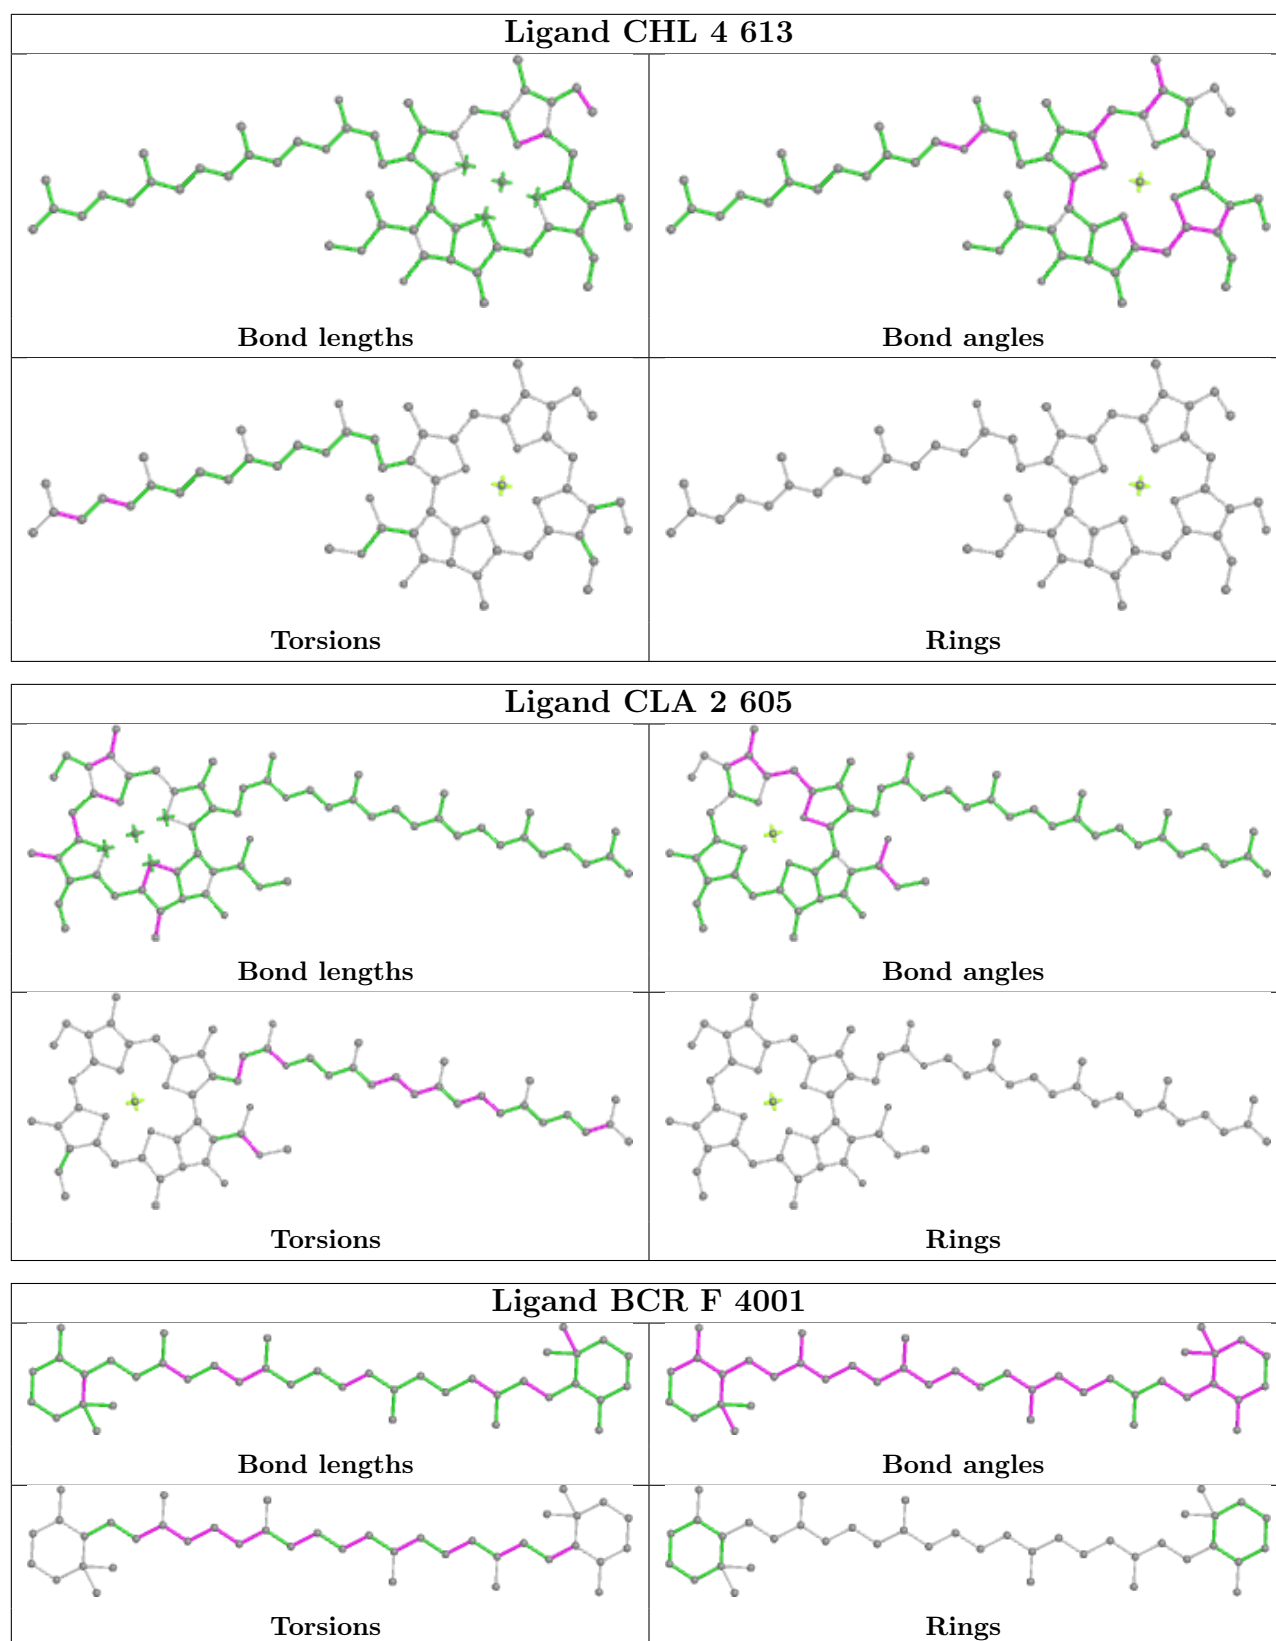 Ligand CHL 4 613
Bond lengths
Bond angles
Torsions
Rings
Ligand CLA 2 605
Bond lengths
Bond angles
Torsions
Rings
Ligand BCR F 4001
Bond lengths
Bond angles
Torsions
Rings